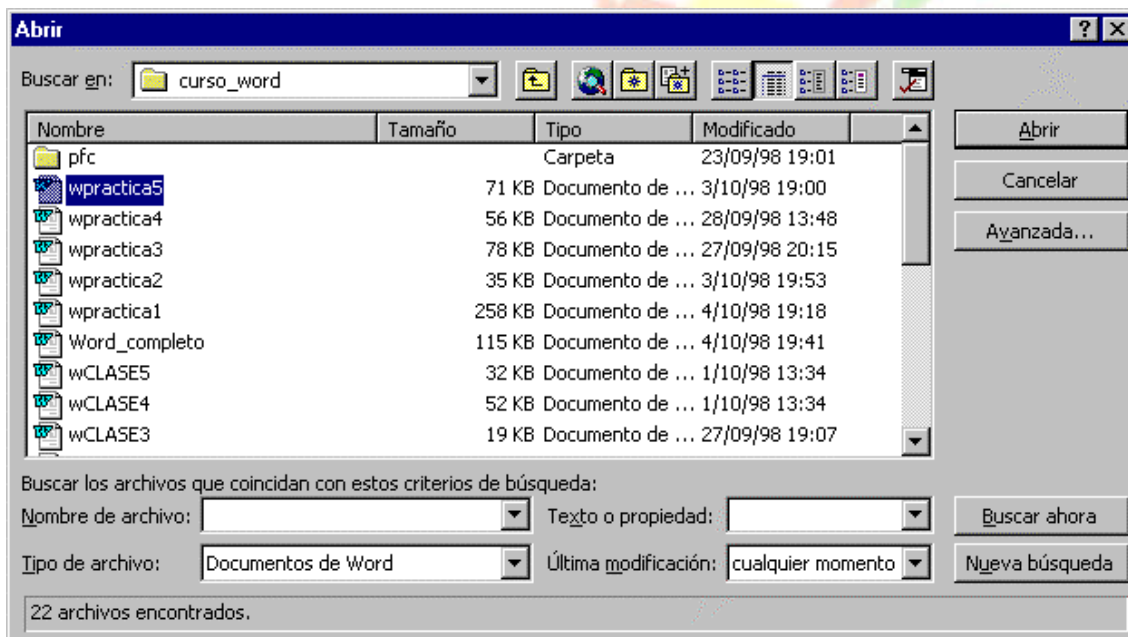 Abrir
Buscar en: curso_word
Nombre Tamaño Tipo Modificado
pfc Carpeta 23/09/98 19:01
wpractica5 71 KB Documento de ... 3/10/98 19:00
wpractica4 56 KB Documento de ... 28/09/98 13:48
wpractica3 78 KB Documento de ... 27/09/98 20:15
wpractica2 35 KB Documento de ... 3/10/98 19:53
wpractica1 258 KB Documento de ... 4/10/98 19:18
Word_completo 115 KB Documento de ... 4/10/98 19:41
wCLASE5 32 KB Documento de ... 1/10/98 13:34
wCLASE4 52 KB Documento de ... 1/10/98 13:34
wCLASE3 19 KB Documento de ... 27/09/98 19:07
Abrir
Cancelar
Avanzada...
Buscar los archivos que coincidan con estos criterios de búsqueda:
Nombre de archivo: Texto o propiedad: Buscar ahora
Tipo de archivo: Documentos de Word Última modificación: cualquier momento Nueva búsqueda
22 archivos encontrados.